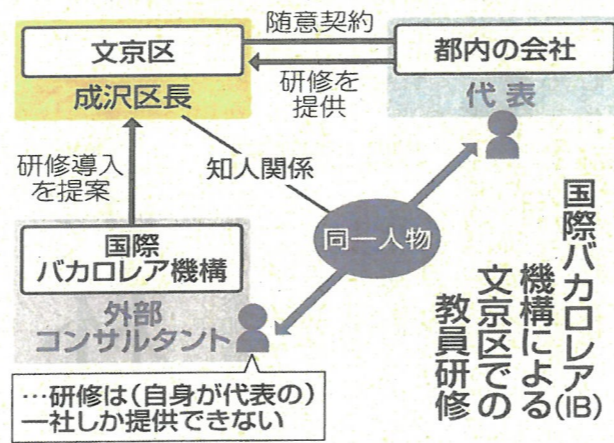 随意契約
文京区
成沢区長
都内の会社
代表
研修を
提供
研修導入
を提案
知人関係
同一人物
国際
バカロレア機構
外部
コンサルタント
…研修は(自身が代表の)
一社しか提供できない
国際バカロレア(IB)
機構による
文京区での
教員研修